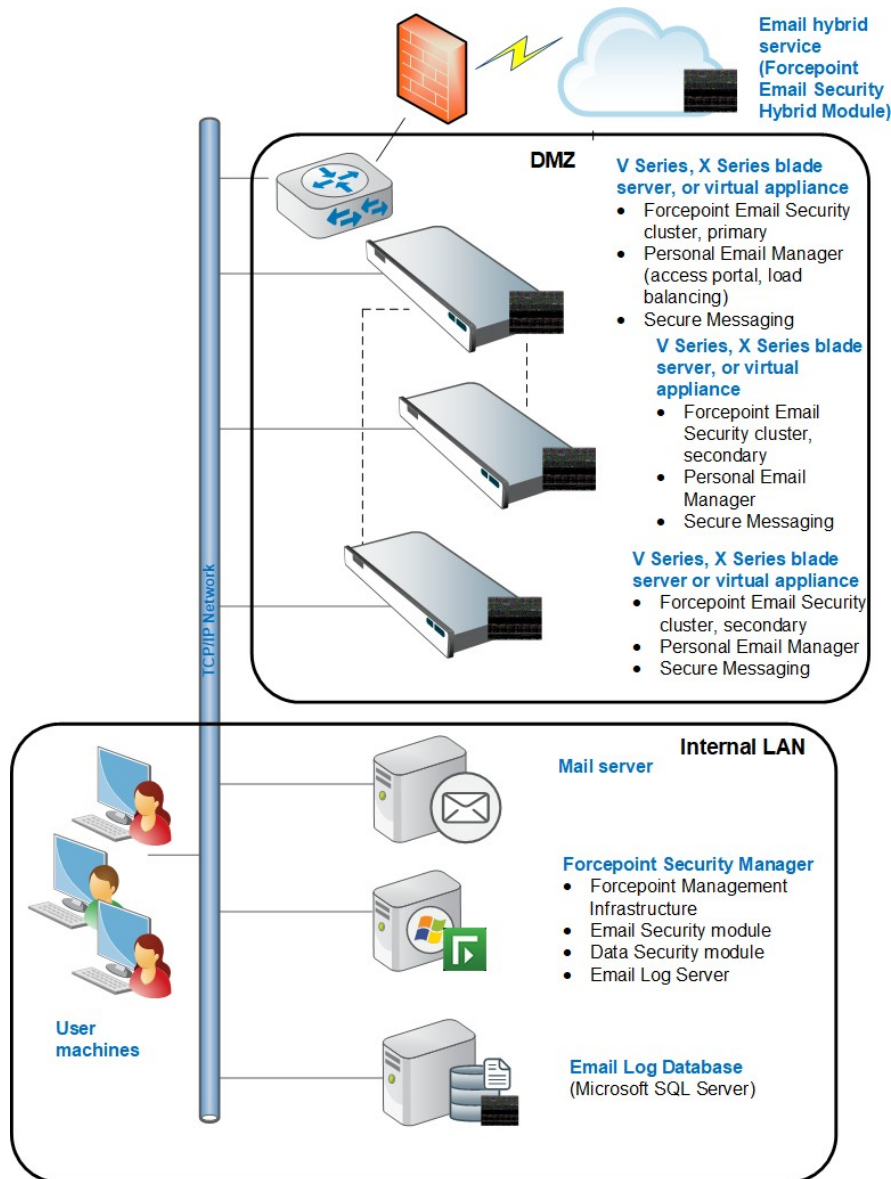 Email hybrid
service
(Forcepoint
Email Security
Hybrid Module)
DMZ
V Series, X Series blade
server, or virtual appliance
• Forcepoint Email Security
cluster, primary
• Personal Email Manager
(access portal, load
balancing)
• Secure Messaging
V Series, X Series blade
server, or virtual
appliance
• Forcepoint Email
Security cluster,
secondary
• Personal Email
Manager
• Secure Messaging
V Series, X Series blade
server or virtual appliance
• Forcepoint Email Security
cluster, secondary
• Personal Email Manager
• Secure Messaging
TCP/IP Network
Internal LAN
Mail server
Forcepoint Security Manager
• Forcepoint Management
Infrastructure
• Email Security module
• Data Security module
• Email Log Server
User
machines
Email Log Database
(Microsoft SQL Server)